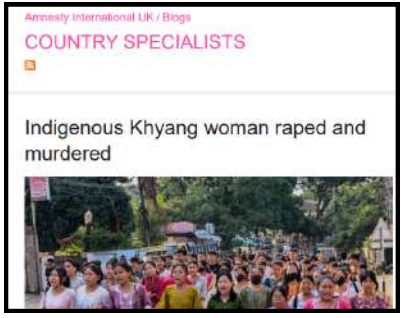 Amnesty International UK / Blogs
COUNTRY SPECIALISTS
Indigenous Khyang woman raped and
murdered